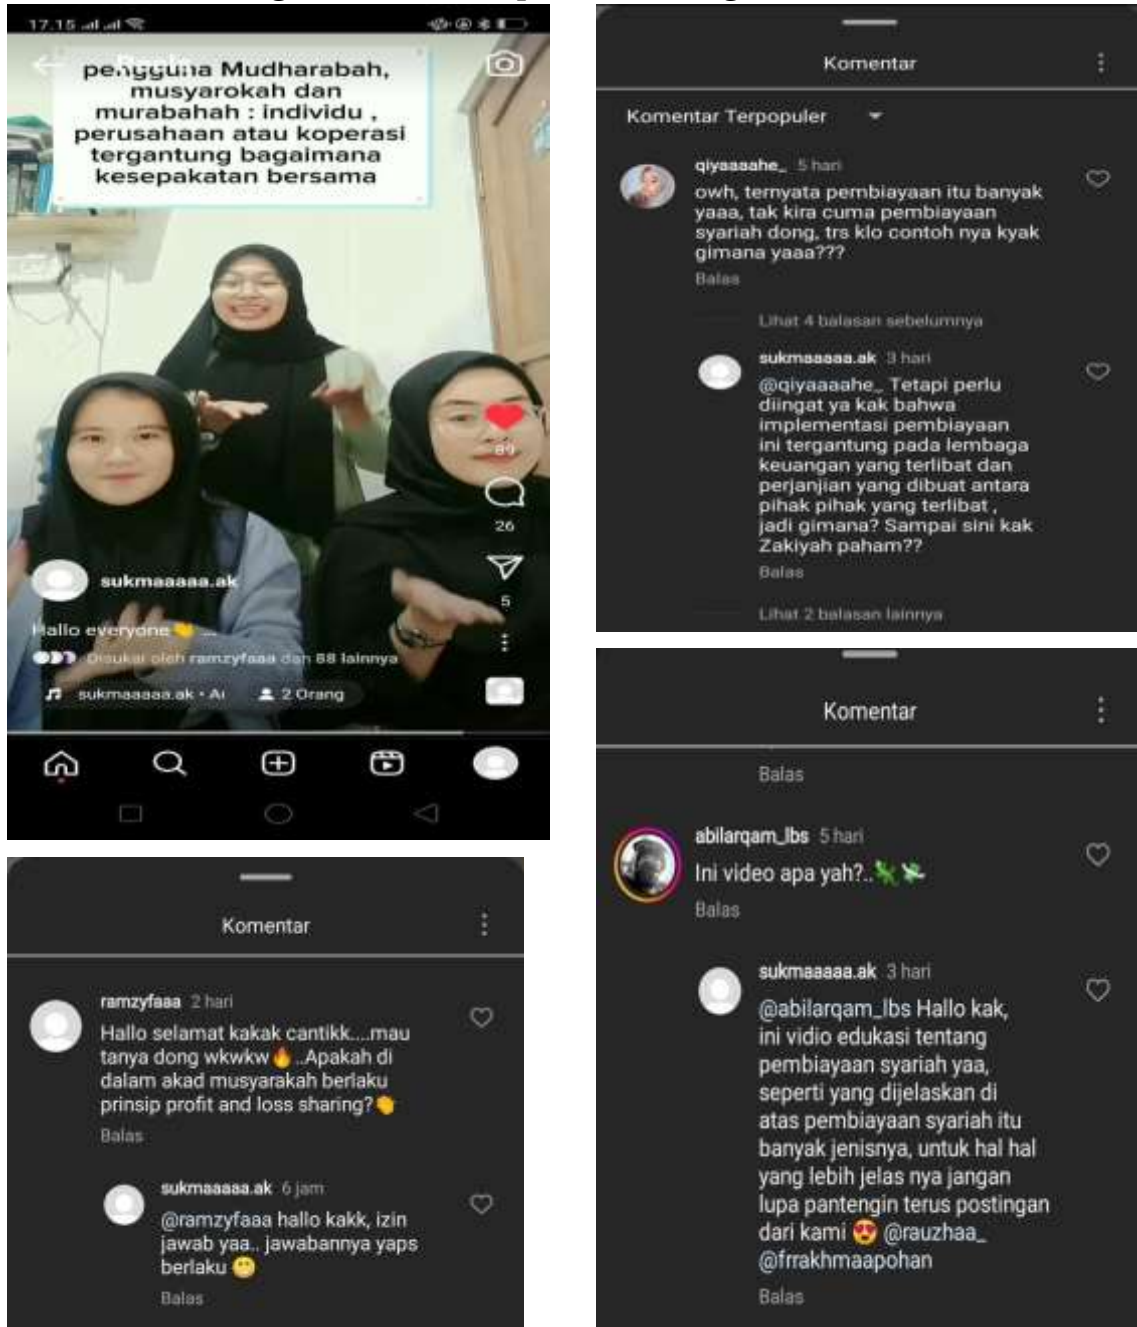 17.15
pengguna Mudharabah,
musyarokah dan
murabahah : individu ,
perusahaan atau koperasi
tergantung bagaimana
kesepakatan bersama
89
26
5
sukmaaaaa.ak
Hallo everyone👏 ...
Disukai oleh ramzyfaaa dan 88 lainnya
sukmaaaaa.ak • Au
2 Orang
Komentar
Komentar Terpopuler
qiyaaaahe_ 5 hari
owh, ternyata pembiayaan itu banyak
yaaa, tak kira cuma pembiayaan
syariah dong, trs klo contoh nya kyak
gimana yaaa???
Balas
Lihat 4 balasan sebelumnya
sukmaaaaa.ak 3 hari
@qiyaaaahe_ Tetapi perlu
diingat ya kak bahwa
implementasi pembiayaan
ini tergantung pada lembaga
keuangan yang terlibat dan
perjanjian yang dibuat antara
pihak pihak yang terlibat ,
jadi gimana? Sampai sini kak
Zakiyah paham??
Balas
Lihat 2 balasan lainnya
Komentar
ramzyfaaa 2 hari
Hallo selamat kakak cantikk....mau
tanya dong wkwkw🔥..Apakah di
dalam akad musyarakah berlaku
prinsip profit and loss sharing?👏
Balas
sukmaaaaa.ak 6 jam
@ramzyfaaa hallo kakk, izin
jawab yaa.. jawabannya yaps
berlaku 😬
Balas
Komentar
Balas
abilarqam_lbs 5 hari
Ini video apa yah?..
Balas
sukmaaaaa.ak 3 hari
@abilarqam_lbs Hallo kak,
ini vidio edukasi tentang
pembiayaan syariah yaa,
seperti yang dijelaskan di
atas pembiayaan syariah itu
banyak jenisnya, untuk hal hal
yang lebih jelas nya jangan
lupa pantengin terus postingan
dari kami 😍 @rauzhaa_
@frrakhmaapohan
Balas